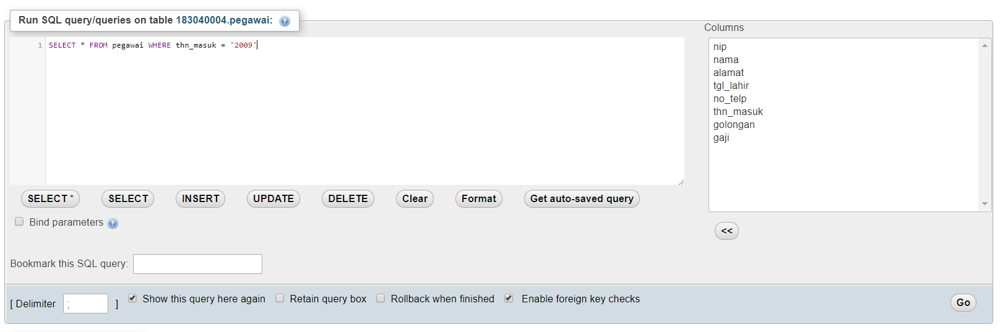 Run SQL query/queries on table 183040004.pegawai:
Columns
1 SELECT * FROM pegawai WHERE thn_masuk = '2009'
nip
nama
alamat
tgl_lahir
no_telp
thn_masuk
golongan
gaji
SELECT * SELECT INSERT UPDATE DELETE Clear Format Get auto-saved query
Bind parameters
<<
Bookmark this SQL query:
[ Delimiter ; ] Show this query here again Retain query box Rollback when finished Enable foreign key checks Go